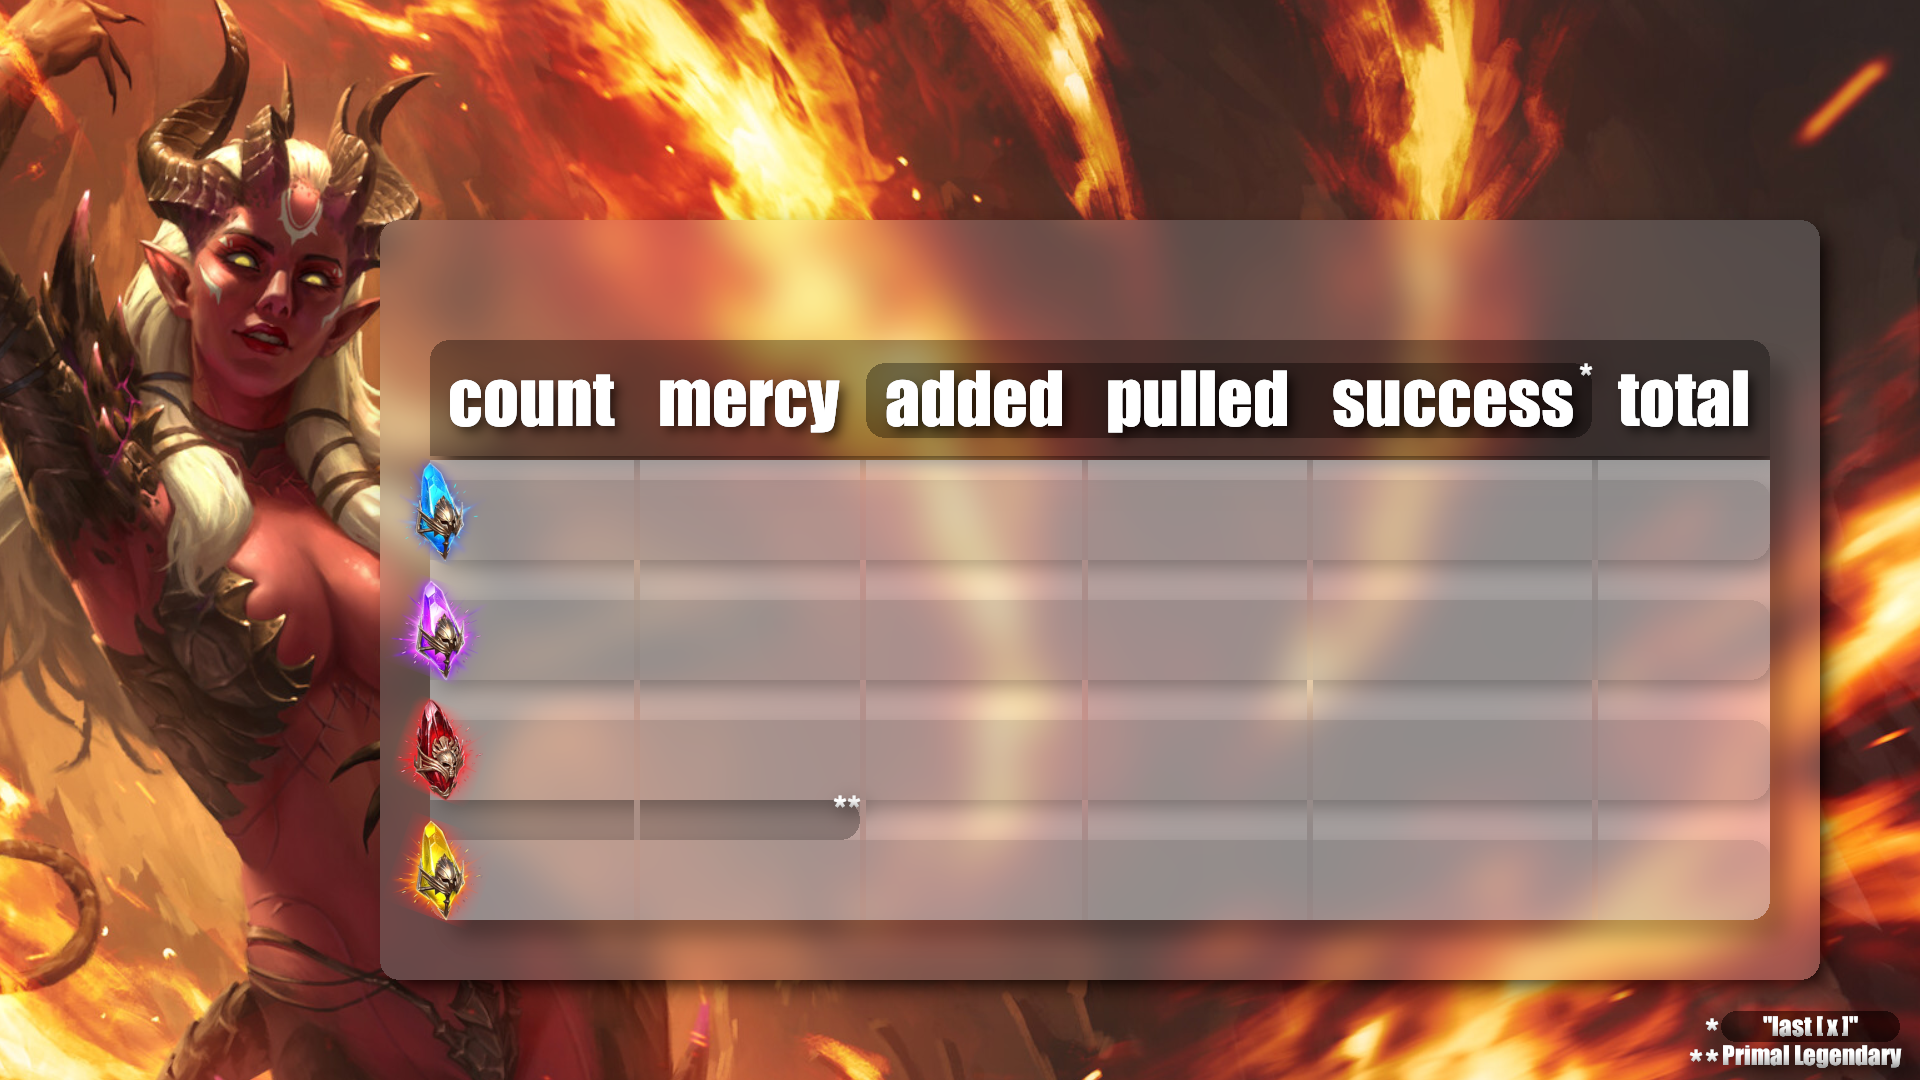 count mercy added pulled success* total
**
* "last [ x ]"
**Primal Legendary